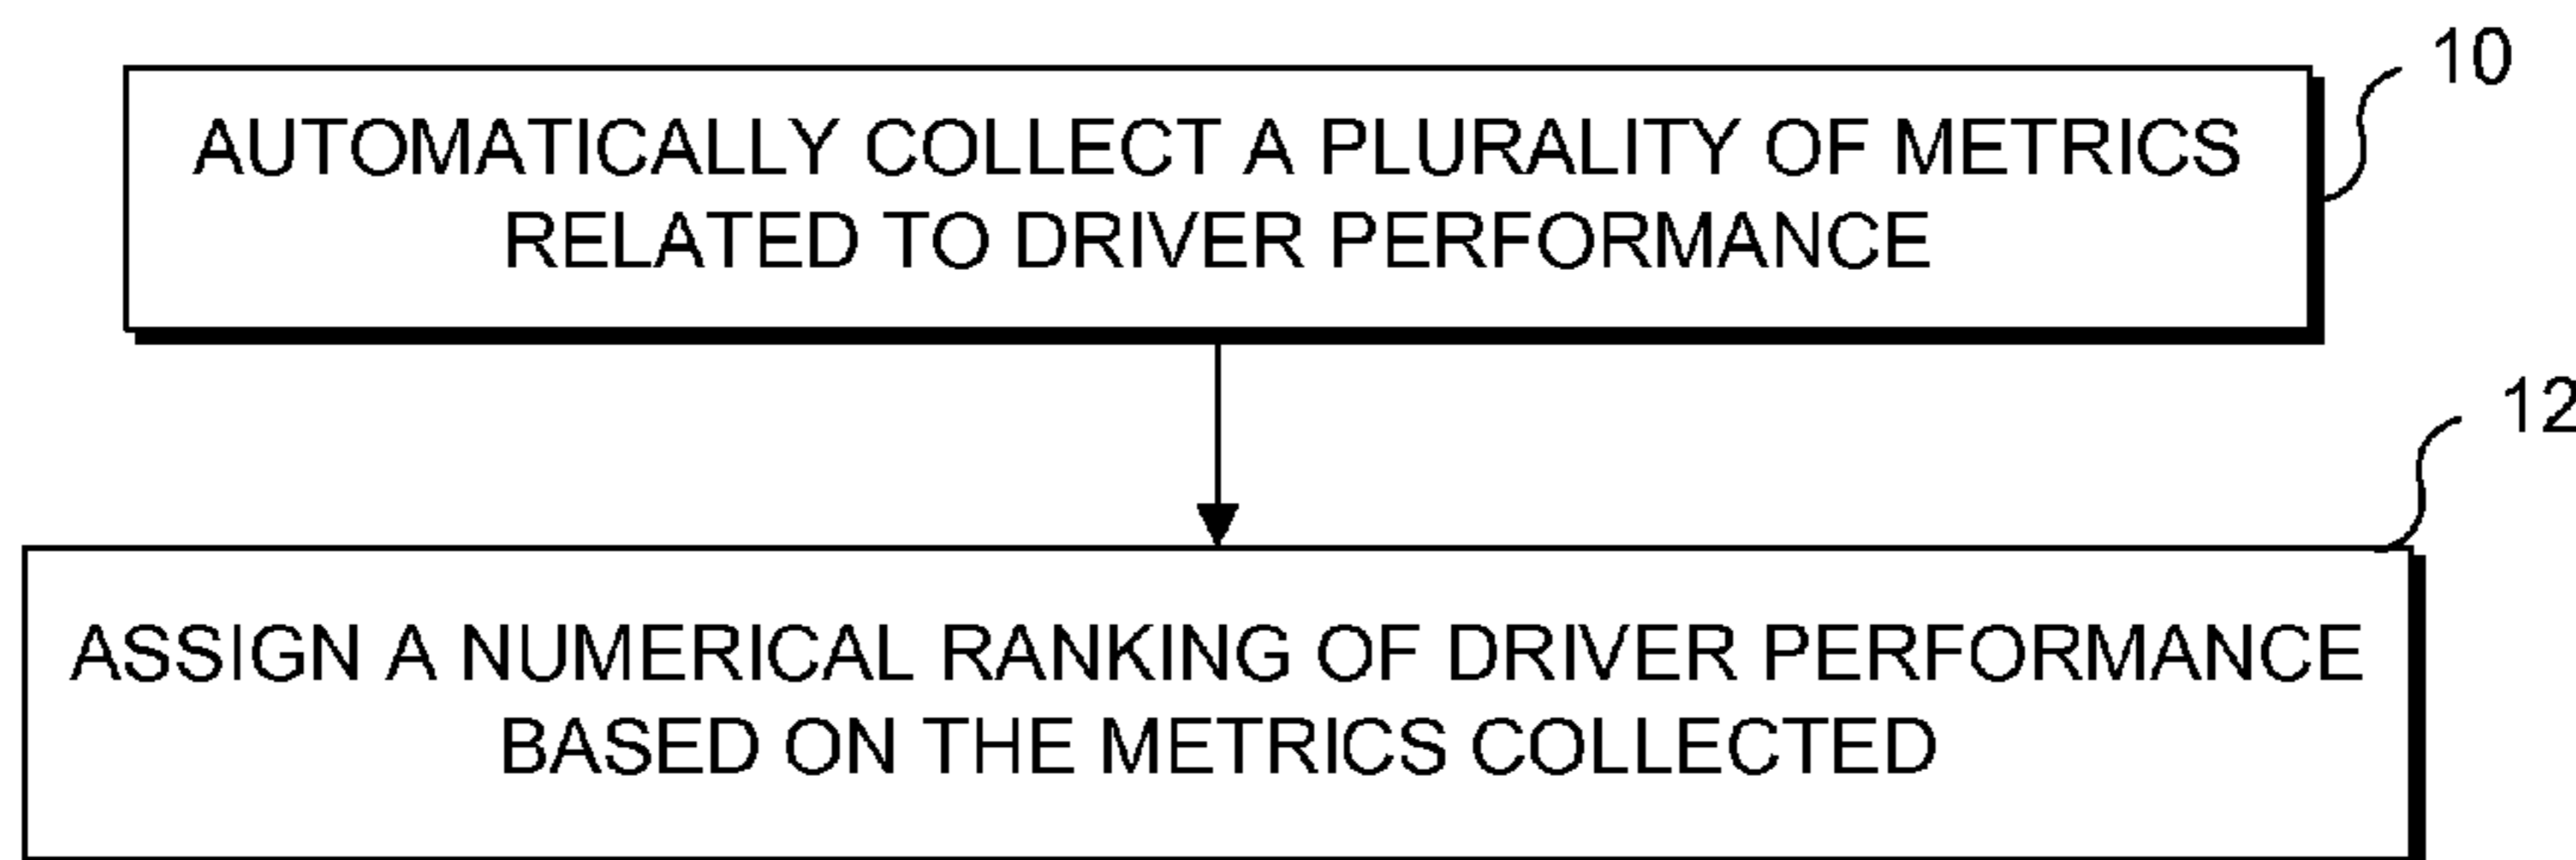 10
AUTOMATICALLY COLLECT A PLURALITY OF METRICS
RELATED TO DRIVER PERFORMANCE
12
ASSIGN A NUMERICAL RANKING OF DRIVER PERFORMANCE
BASED ON THE METRICS COLLECTED